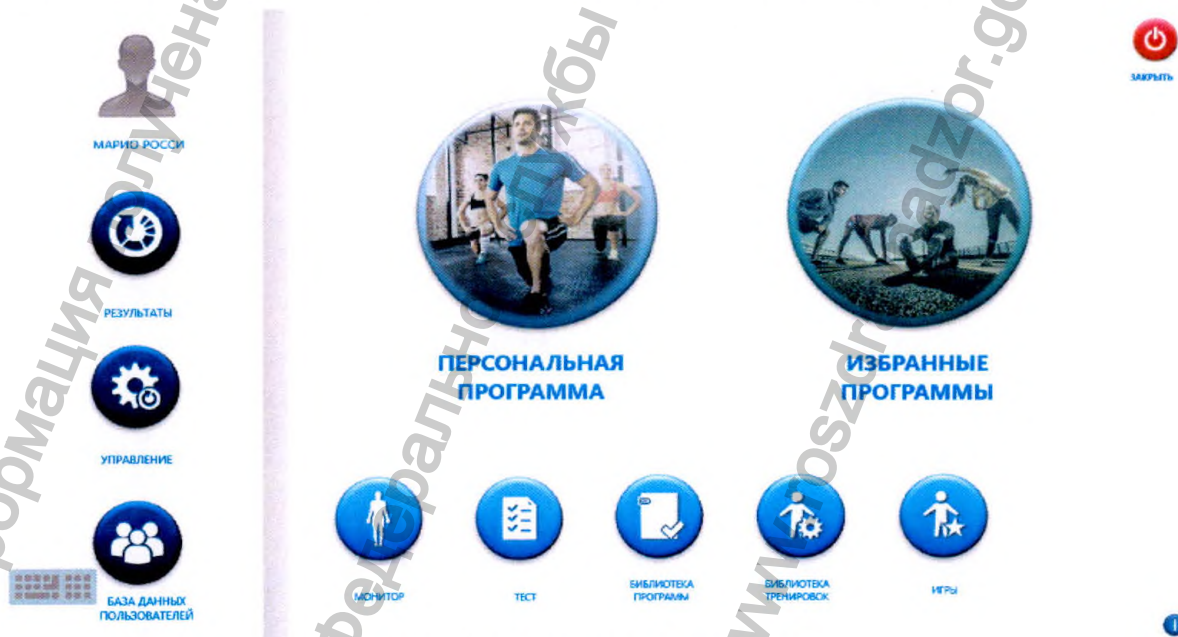 ЗАКРЫТЬ
МАРИО РОССИ
РЕЗУЛЬТАТЫ
УПРАВЛЕНИЕ
БАЗА ДАННЫХ
ПОЛЬЗОВАТЕЛЕЙ
ПЕРСОНАЛЬНАЯ
ПРОГРАММА
ИЗБРАННЫЕ
ПРОГРАММЫ
МОНИТОР
ТЕСТ
БИБЛИОТЕКА
ПРОГРАММ
БИБЛИОТЕКА
ТРЕНИРОВОК
ИГРЫ